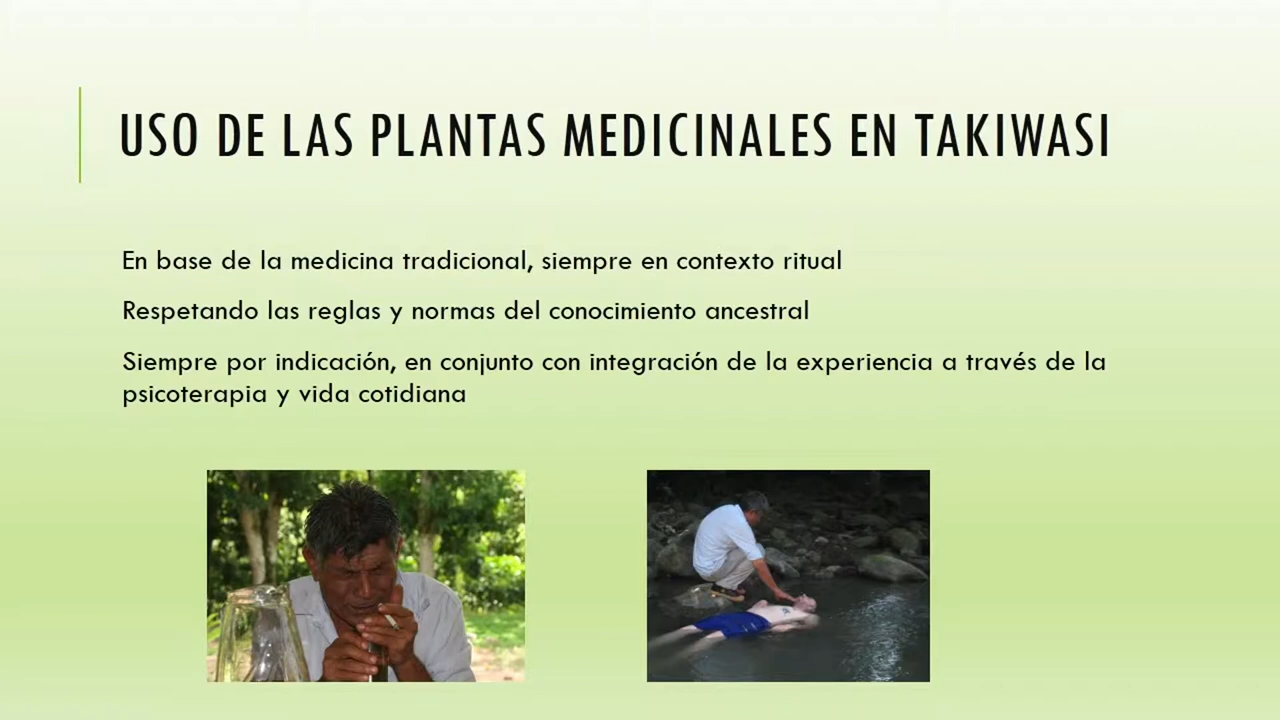 USO DE LAS PLANTAS MEDICINALES EN TAKIWASI
En base de la medicina tradicional, siempre en contexto ritual
Respetando las reglas y normas del conocimiento ancestral
Siempre por indicación, en conjunto con integración de la experiencia a través de la
psicoterapia y vida cotidiana